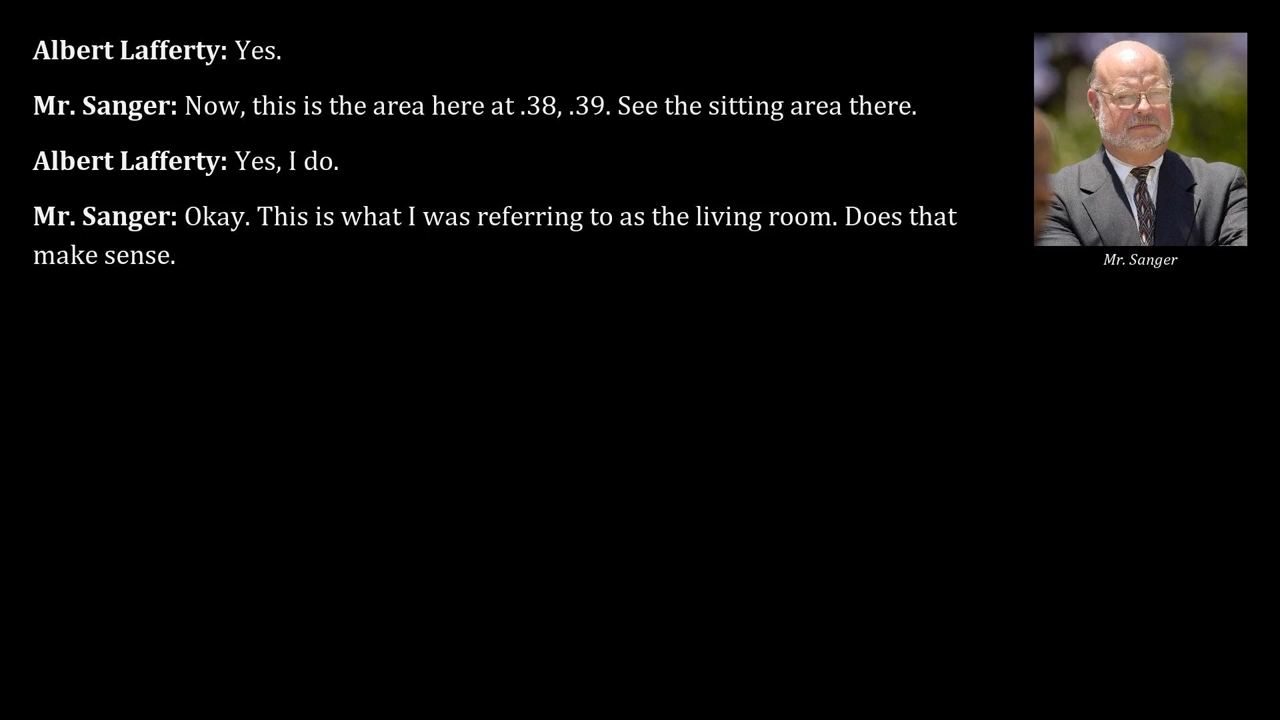 Albert Lafferty: Yes.
Mr. Sanger: Now, this is the area here at .38, .39. See the sitting area there.
Albert Lafferty: Yes, I do.
Mr. Sanger: Okay. This is what I was referring to as the living room. Does that
make sense.
Mr. Sanger